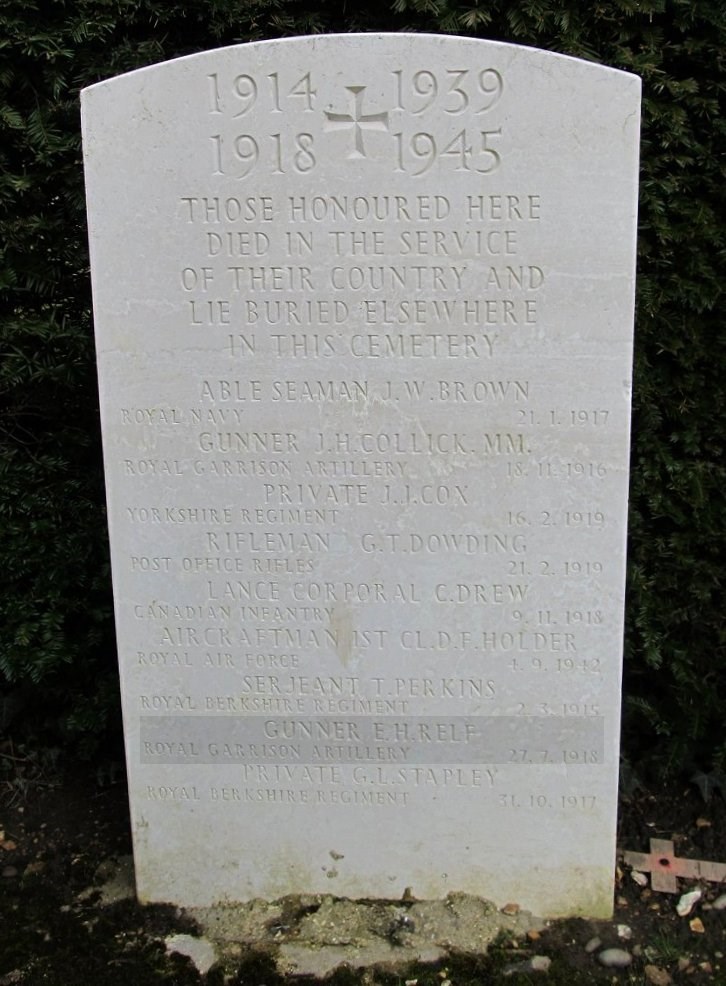 1914 1939
1918 1945
THOSE HONOURED HERE
DIED IN THE SERVICE
OF THEIR COUNTRY AND
LIE BURIED ELSEWHERE
IN THIS CEMETERY
ABLE SEAMAN J.W.BROWN
ROYAL NAVY 21.1.1917
GUNNER J.H.COLLICK. MM.
ROYAL GARRISON ARTILLERY 18.11.1916
PRIVATE J.J.COX
YORKSHIRE REGIMENT 16.2.1919
RIFLEMAN G.T.DOWDING
POST OFFICE RIFLES 21.2.1919
LANCE CORPORAL C.DREW
CANADIAN INFANTRY 9.11.1918
AIRCRAFTMAN 1ST CL.D.F.HOLDER
ROYAL AIR FORCE 4.9.1942
SERJEANT T.PERKINS
ROYAL BERKSHIRE REGIMENT 2.3.1915
GUNNER E.H.RELF
ROYAL GARRISON ARTILLERY 27.7.1918
PRIVATE G.L.STAPLEY
ROYAL BERKSHIRE REGIMENT 31.10.1917